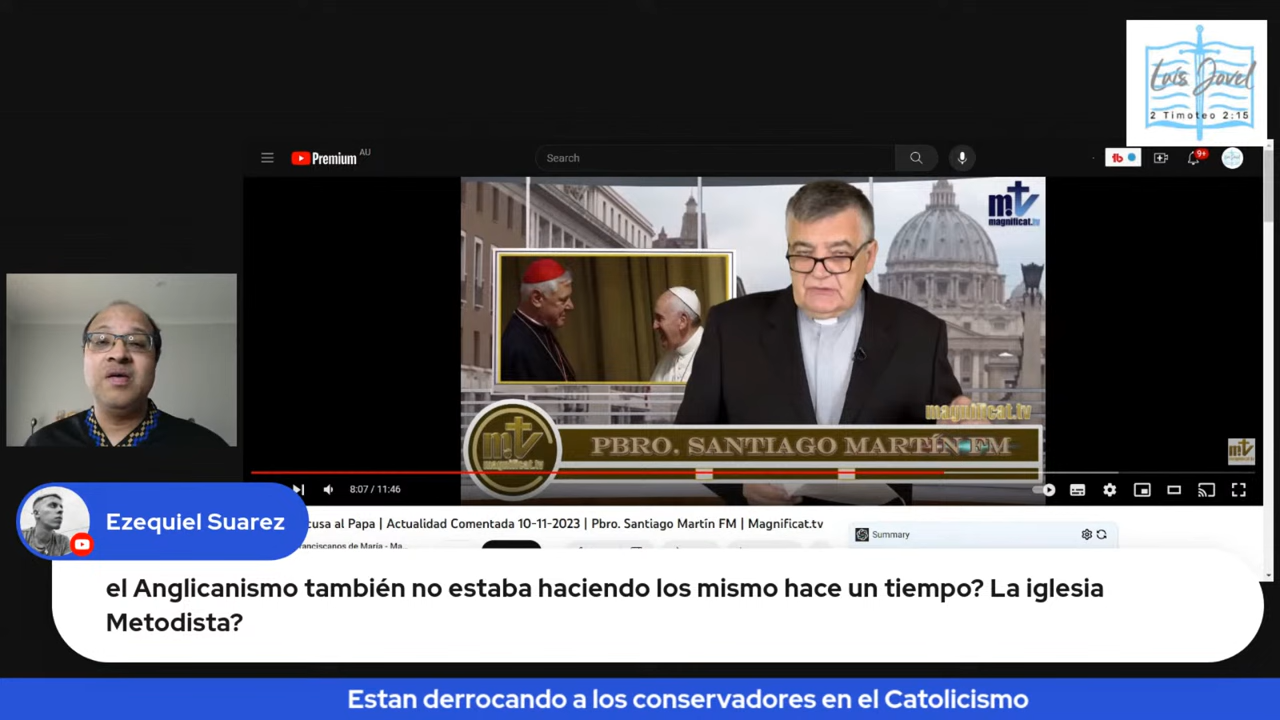 Luis Jovel
2 Timoteo 2:15
Premium AU
Search
9+
mtv
magnificat.tv
magnificat.tv
PBRO. SANTIAGO MARTÍN FM
8:07 / 11:46
cusa al Papa | Actualidad Comentada 10-11-2023 | Pbro. Santiago Martín FM | Magnificat.tv
Summary
Ezequiel Suarez
el Anglicanismo también no estaba haciendo los mismo hace un tiempo? La iglesia
Metodista?
Estan derrocando a los conservadores en el Catolicismo